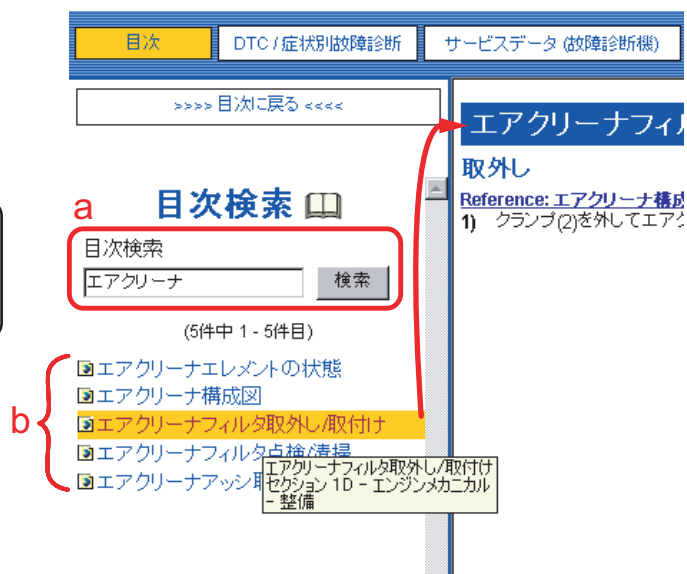 目次
DTC / 症状別故障診断
サービスデータ (故障診断機)
>>>> 目次に戻る <<<<
a
目次検索
目次検索
エアクリーナ
検索
(5件中 1 - 5件目)
b
エアクリーナエレメントの状態
エアクリーナ構成図
エアクリーナフィルタ取外し/取付け
エアクリーナフィルタ点検/清掃
エアクリーナアッシ
エアクリーナフィルタ取外し/取付け
セクション 1D - エンジンメカニカル
- 整備
エアクリーナフィ
取外し
Reference: エアクリーナ構成
1) クランプ(2)を外してエア